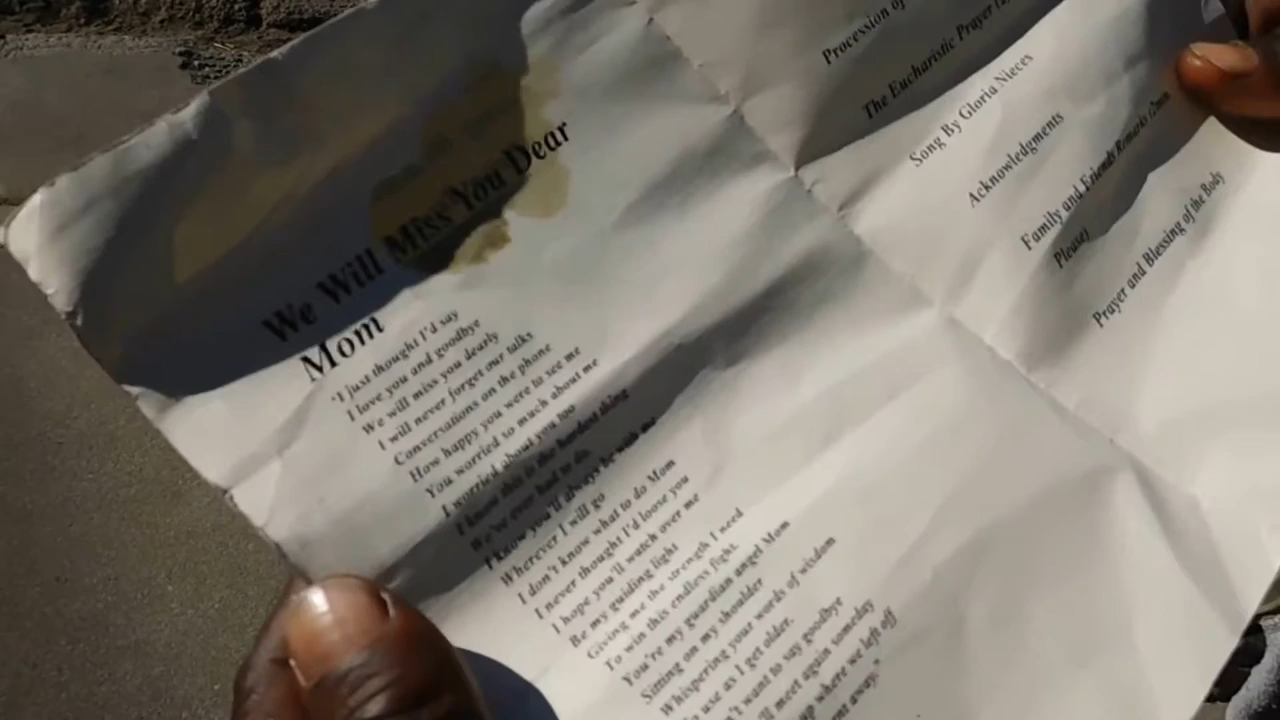 We Will Miss You Dear
Mom
'I just thought I'd say
I love you and goodbye
We will miss you dearly
I will never forget our talks
Conversations on the phone
How happy you were to see me
You worried so much about me
I worried about you too
I know this is the hardest thing
We've ever had to do.
I know you'll always be with me
Wherever I will go
I don't know what to do Mom
I never thought I'd loose you
I hope you'll watch over me
Be my guiding light
Giving me the strength I need
To win this endless fight.
You're my guardian angel Mom
Sitting on my shoulder
Whispering your words of wisdom
use as I get older.
want to say goodbye
meet again someday
up where we left off
away."
Procession of
The Eucharistic Prayer
Song By Gloria Nieces
Acknowledgments
Family and Friends Remarks (2mn
Please)
Prayer and Blessing of the Body